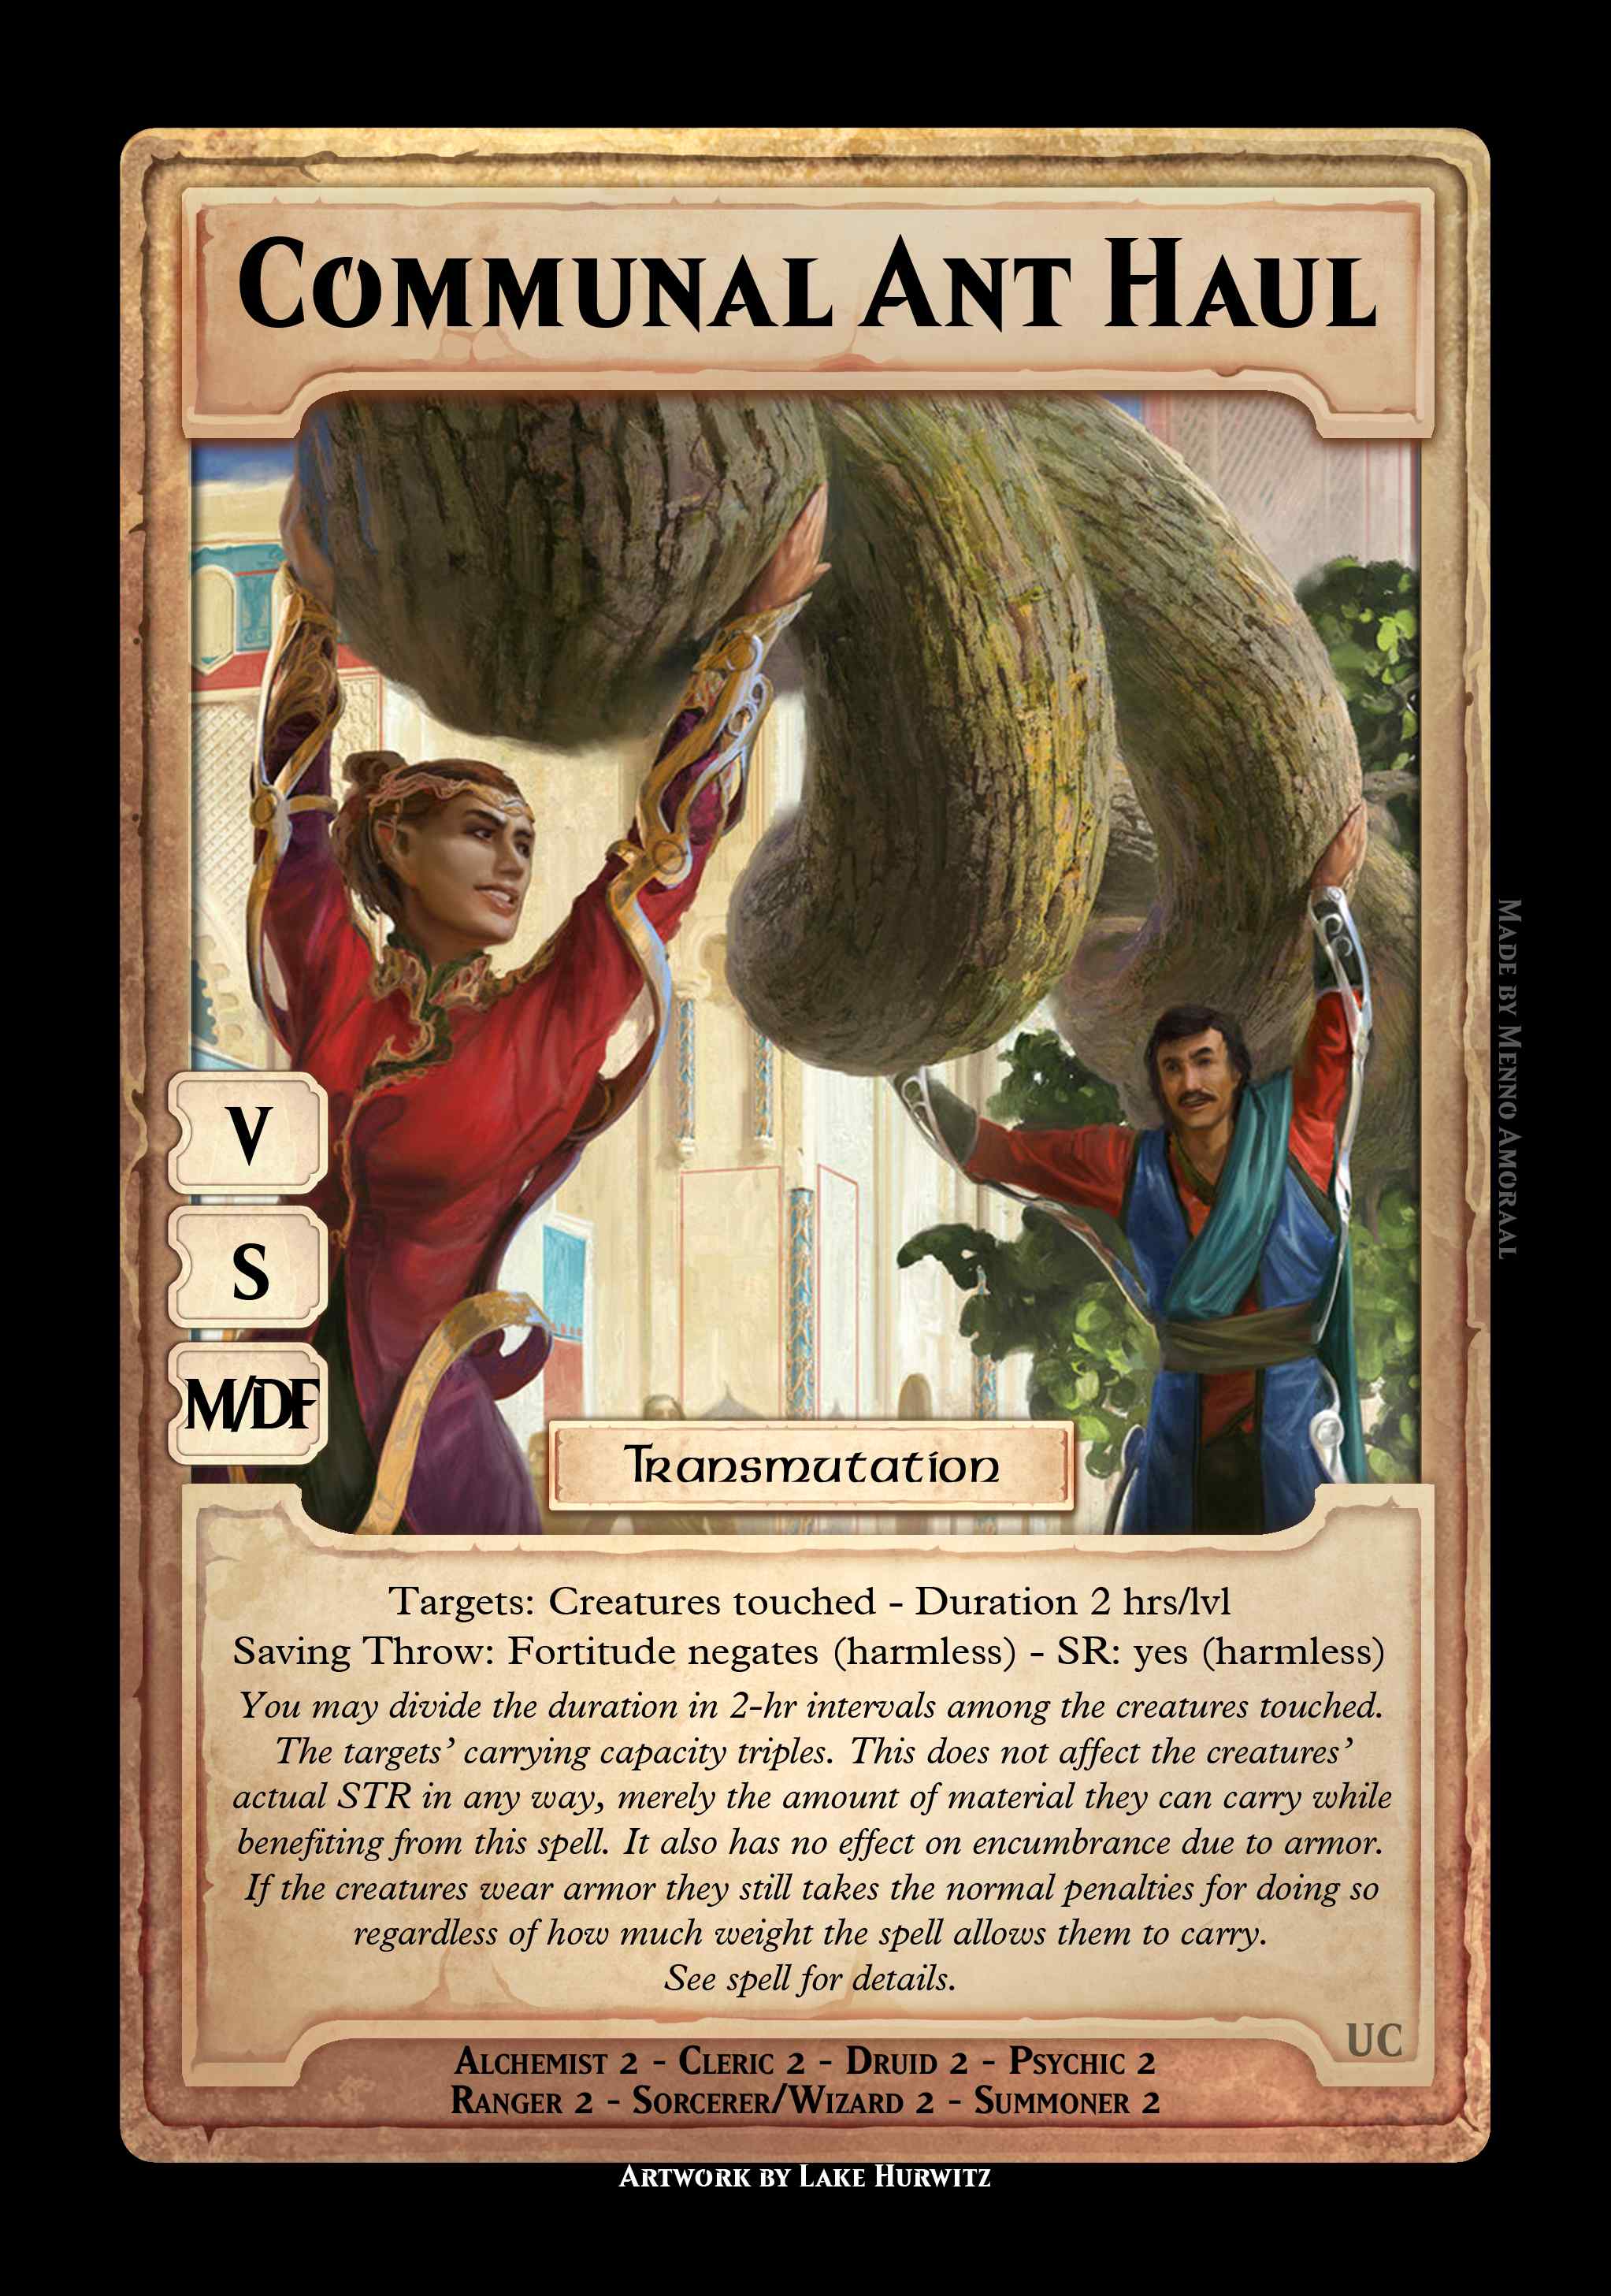 Communal Ant Haul
V
S
M/DF
Transmutation
Targets: Creatures touched - Duration 2 hrs/lvl
Saving Throw: Fortitude negates (harmless) - SR: yes (harmless)
You may divide the duration in 2-hr intervals among the creatures touched.
The targets' carrying capacity triples. This does not affect the creatures'
actual STR in any way, merely the amount of material they can carry while
benefiting from this spell. It also has no effect on encumbrance due to armor.
If the creatures wear armor they still takes the normal penalties for doing so
regardless of how much weight the spell allows them to carry.
See spell for details.
UC
Alchemist 2 - Cleric 2 - Druid 2 - Psychic 2
Ranger 2 - Sorcerer/Wizard 2 - Summoner 2
Artwork by Lake Hurwitz
Made by Menno Amoraal